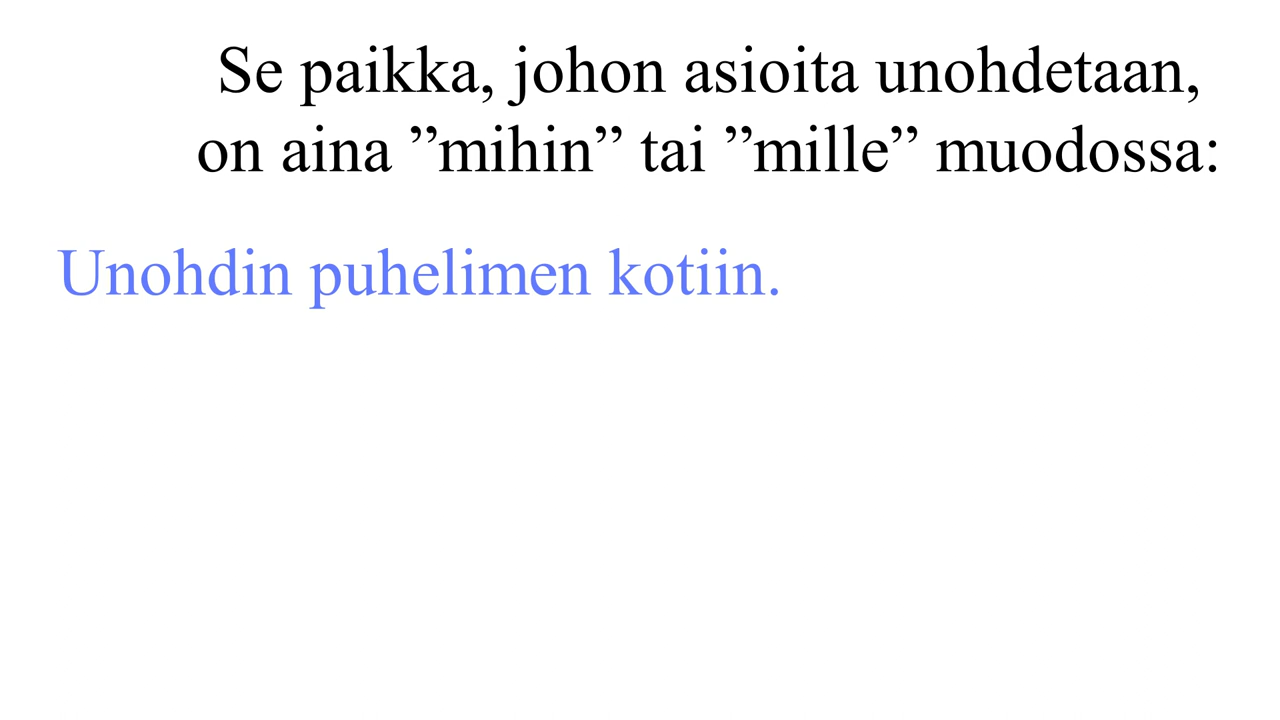 Se paikka, johon asioita unohdetaan,
on aina ”mihin” tai ”mille” muodossa:
Unohdin puhelimen kotiin.